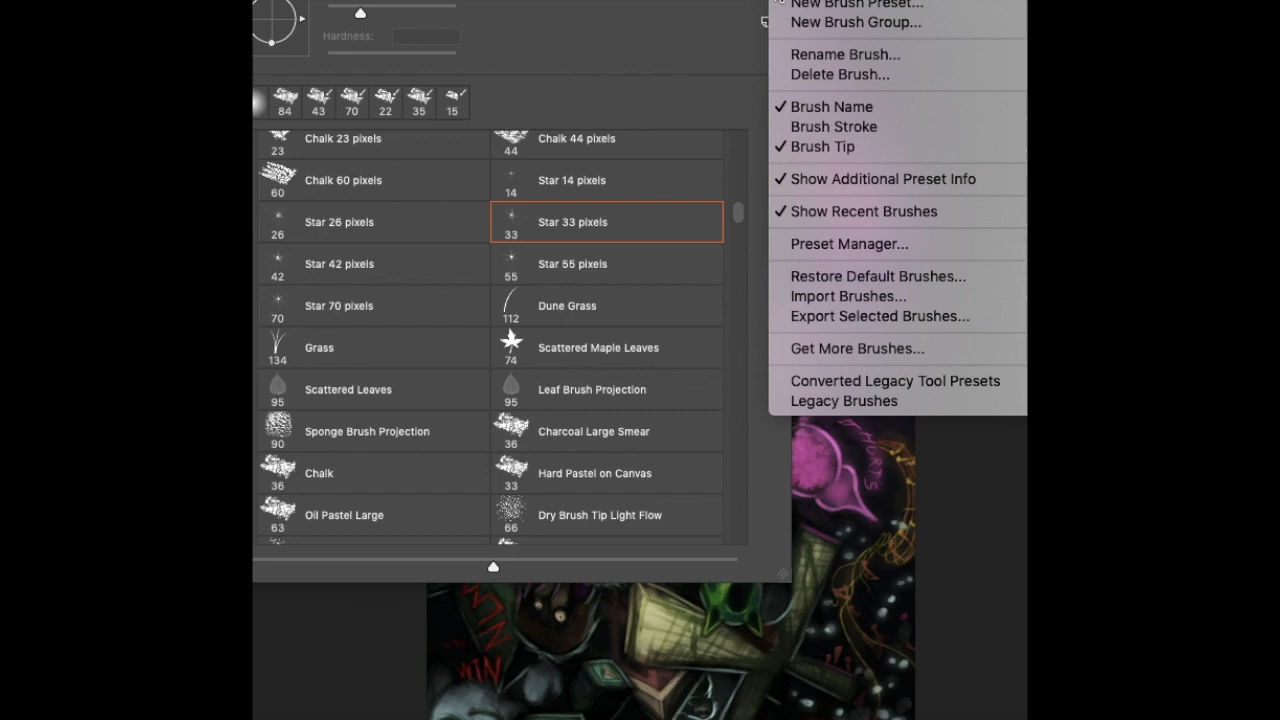 New Brush Preset...
New Brush Group...
Hardness:
Rename Brush...
Delete Brush...
84 43 70 22 35 15
Brush Name
Brush Stroke
Brush Tip
Chalk 23 pixels
23
Chalk 44 pixels
44
Chalk 60 pixels
60
Star 14 pixels
14
Star 26 pixels
26
Star 33 pixels
33
Star 42 pixels
42
Star 55 pixels
55
Star 70 pixels
70
Dune Grass
112
Grass
134
Scattered Maple Leaves
74
Scattered Leaves
95
Leaf Brush Projection
95
Sponge Brush Projection
90
Charcoal Large Smear
36
Chalk
36
Hard Pastel on Canvas
33
Oil Pastel Large
63
Dry Brush Tip Light Flow
66
Show Additional Preset Info
Show Recent Brushes
Preset Manager...
Restore Default Brushes...
Import Brushes...
Export Selected Brushes...
Get More Brushes...
Converted Legacy Tool Presets
Legacy Brushes
HURTS